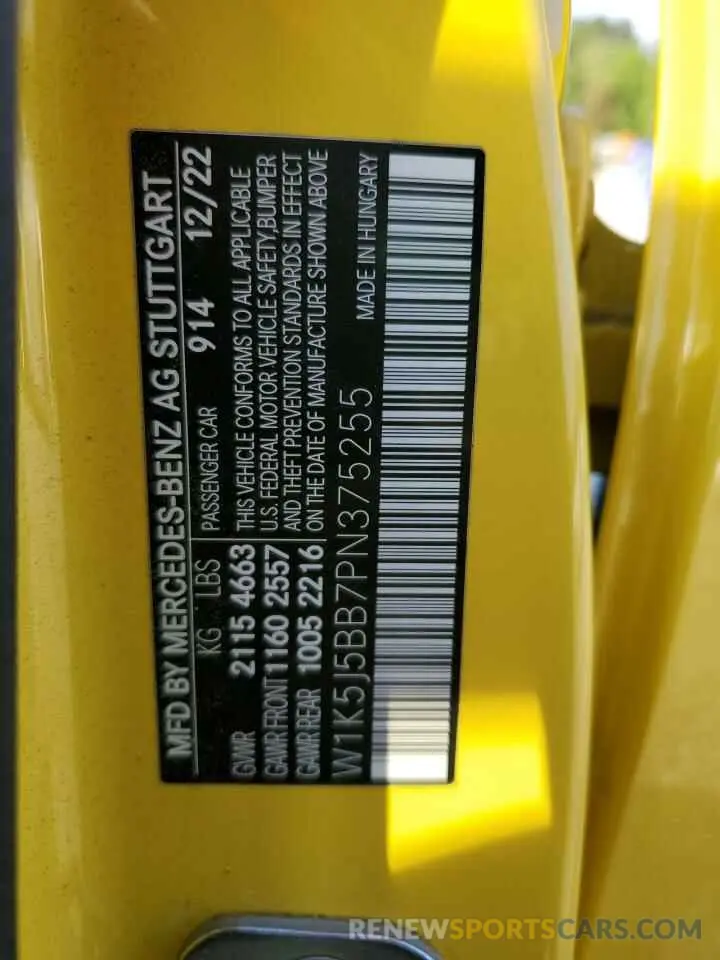 MFD BY MERCEDES-BENZ AG STUTTGART
914 12/22
KG LBS PASSENGER CAR
GVWR 2115 4663 THIS VEHICLE CONFORMS TO ALL APPLICABLE
GAWR FRONT 1160 2557 U.S. FEDERAL MOTOR VEHICLE SAFETY, BUMPER
AND THEFT PREVENTION STANDARDS IN EFFECT
GAWR REAR 1005 2216 ON THE DATE OF MANUFACTURE SHOWN ABOVE
W1K5J5BB7PN375255 MADE IN HUNGARY
RENEWSPORTSCARS.COM